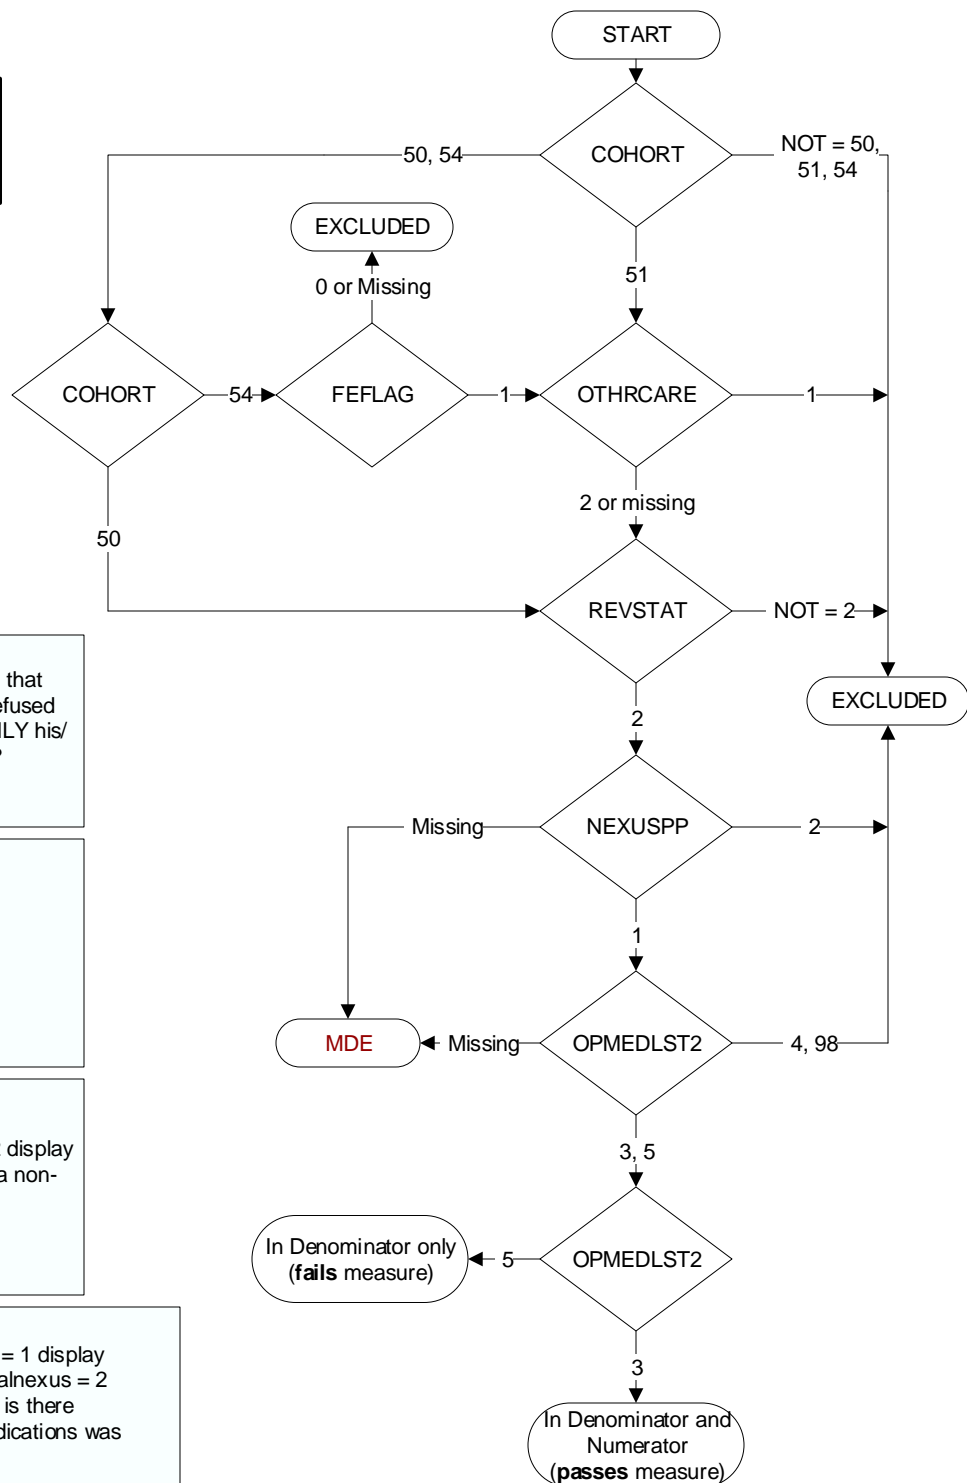 START
COHORT
50, 54
NOT = 50,
51, 54
EXCLUDED
0 or Missing
51
COHORT
54
FEFLAG
1
OTHRCARE
1
2 or missing
50
REVSTAT
NOT = 2
EXCLUDED
2
Missing
NEXUSPP
2
1
MDE
Missing
OPMEDLST2
4, 98
3, 5
In Denominator only
(fails measure)
5
OPMEDLST2
3
In Denominator and
Numerator
(passes measure)
that
efused
NLY his/
display
a non-
= 1 display
alnexus = 2
is there
dications was